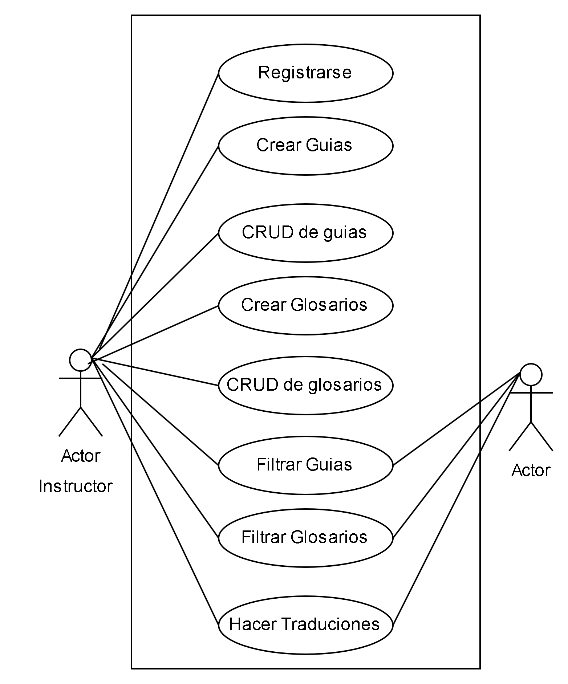 Registrarse
Crear Guias
CRUD de guias
Crear Glosarios
CRUD de glosarios
Filtrar Guias
Filtrar Glosarios
Hacer Traduciones
Actor
Instructor
Actor